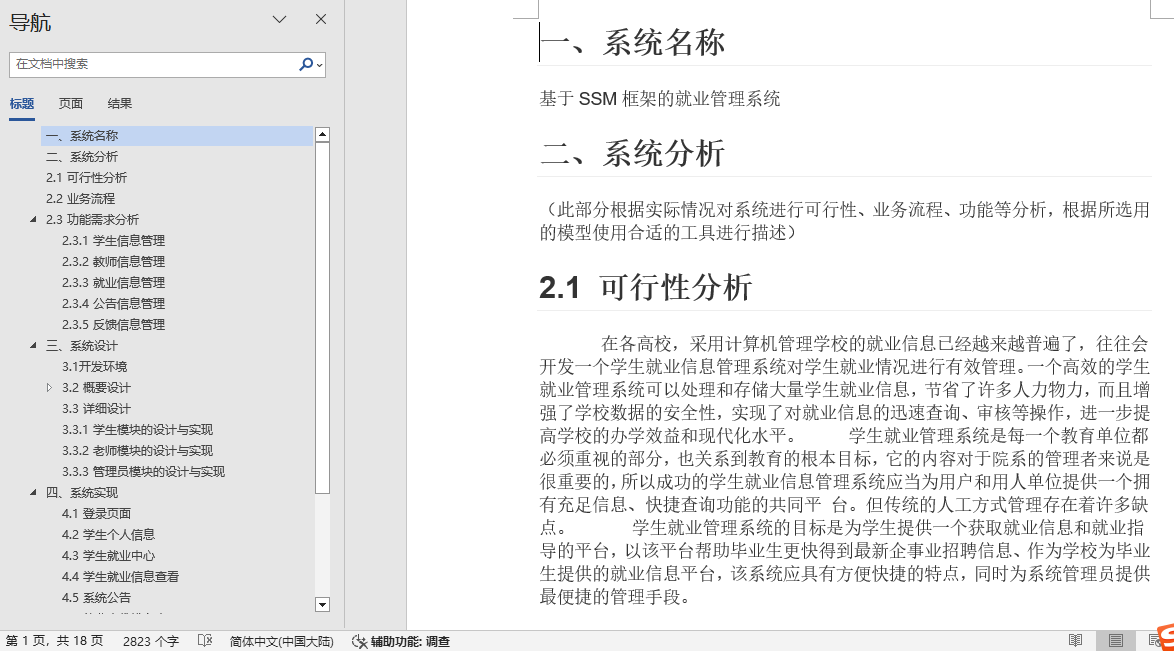 导航
在文档中搜索
标题 页面 结果
一、系统名称
二、系统分析
2.1 可行性分析
2.2 业务流程
2.3 功能需求分析
2.3.1 学生信息管理
2.3.2 教师信息管理
2.3.3 就业信息管理
2.3.4 公告信息管理
2.3.5 反馈信息管理
三、系统设计
3.1开发环境
3.2 概要设计
3.3 详细设计
3.3.1 学生模块的设计与实现
3.3.2 老师模块的设计与实现
3.3.3 管理员模块的设计与实现
四、系统实现
4.1 登录页面
4.2 学生个人信息
4.3 学生就业中心
4.4 学生就业信息查看
4.5 系统公告
一、系统名称
基于 SSM 框架的就业管理系统
二、系统分析
（此部分根据实际情况对系统进行可行性、业务流程、功能等分析，根据所选用
的模型使用合适的工具进行描述）
2.1 可行性分析
在各高校，采用计算机管理学校的就业信息已经越来越普遍了，往往会
开发一个学生就业信息管理系统对学生就业情况进行有效管理。一个高效的学生
就业管理系统可以处理和存储大量学生就业信息，节省了许多人力物力，而且增
强了学校数据的安全性，实现了对就业信息的迅速查询、审核等操作，进一步提
高学校的办学效益和现代化水平。 学生就业管理系统是每一个教育单位都
必须重视的部分，也关系到教育的根本目标，它的内容对于院系的管理者来说是
很重要的，所以成功的学生就业信息管理系统应当为用户和用人单位提供一个拥
有充足信息、快捷查询功能的共同平 台。但传统的人工方式管理存在着许多缺
点。 学生就业管理系统的目标是为学生提供一个获取就业信息和就业指
导的平台，以该平台帮助毕业生更快得到最新企事业招聘信息、作为学校为毕业
生提供的就业信息平台，该系统应具有方便快捷的特点，同时为系统管理员提供
最便捷的管理手段。
第 1 页，共 18 页 2823 个字 简体中文(中国大陆) 辅助功能: 调查